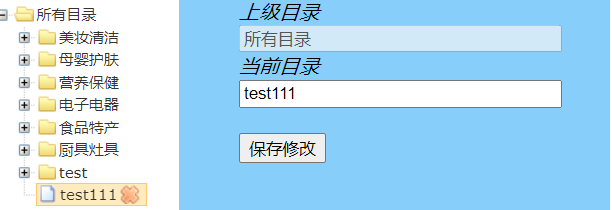 所有目录
美妆清洁
母婴护肤
营养保健
电子电器
食品特产
厨具灶具
test
test111
上级目录
所有目录
当前目录
test111
保存修改